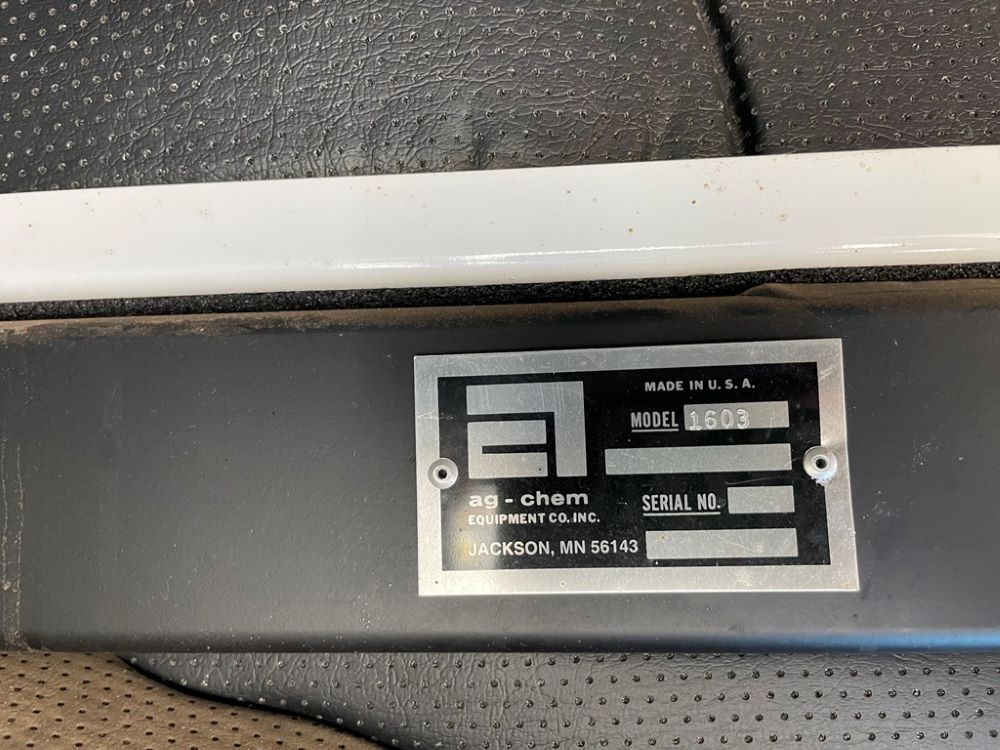 MADE IN U. S. A.
MODEL 1603
ag - chem
EQUIPMENT CO. INC.
SERIAL NO.
JACKSON, MN 56143